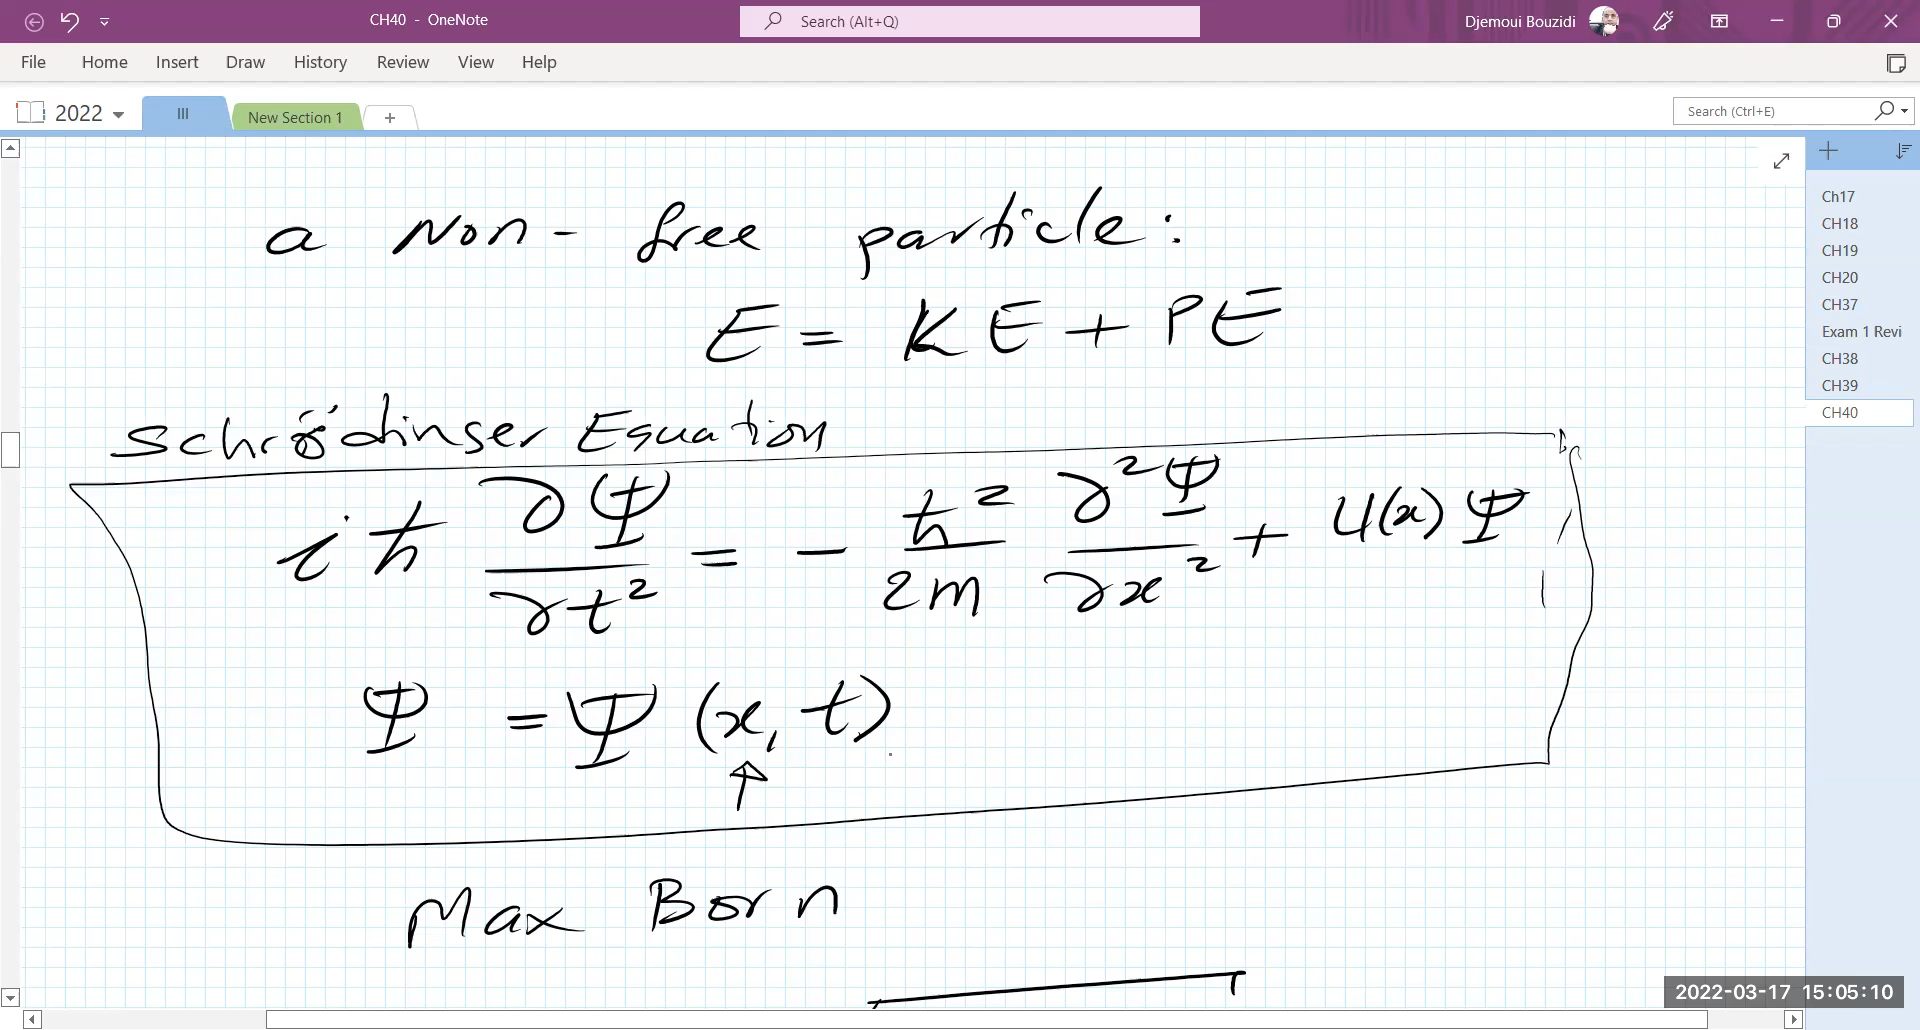 CH40 - OneNote
Search (Alt+Q)
Djemoui Bouzidi
File Home Insert Draw History Review View Help
2022
III
New Section 1
+
Search (Ctrl+E)
Ch17
CH18
CH19
CH20
CH37
Exam 1 Revi
CH38
CH39
CH40
a Non-free particle:
E = KE + PE
Schrödinger Equation
iħ ∂Ψ/∂t² = - ħ²/2m ∂²Ψ/∂x² + U(x)Ψ
Ψ = Ψ(x, t)
Max Born
2022-03-17 15:05:10